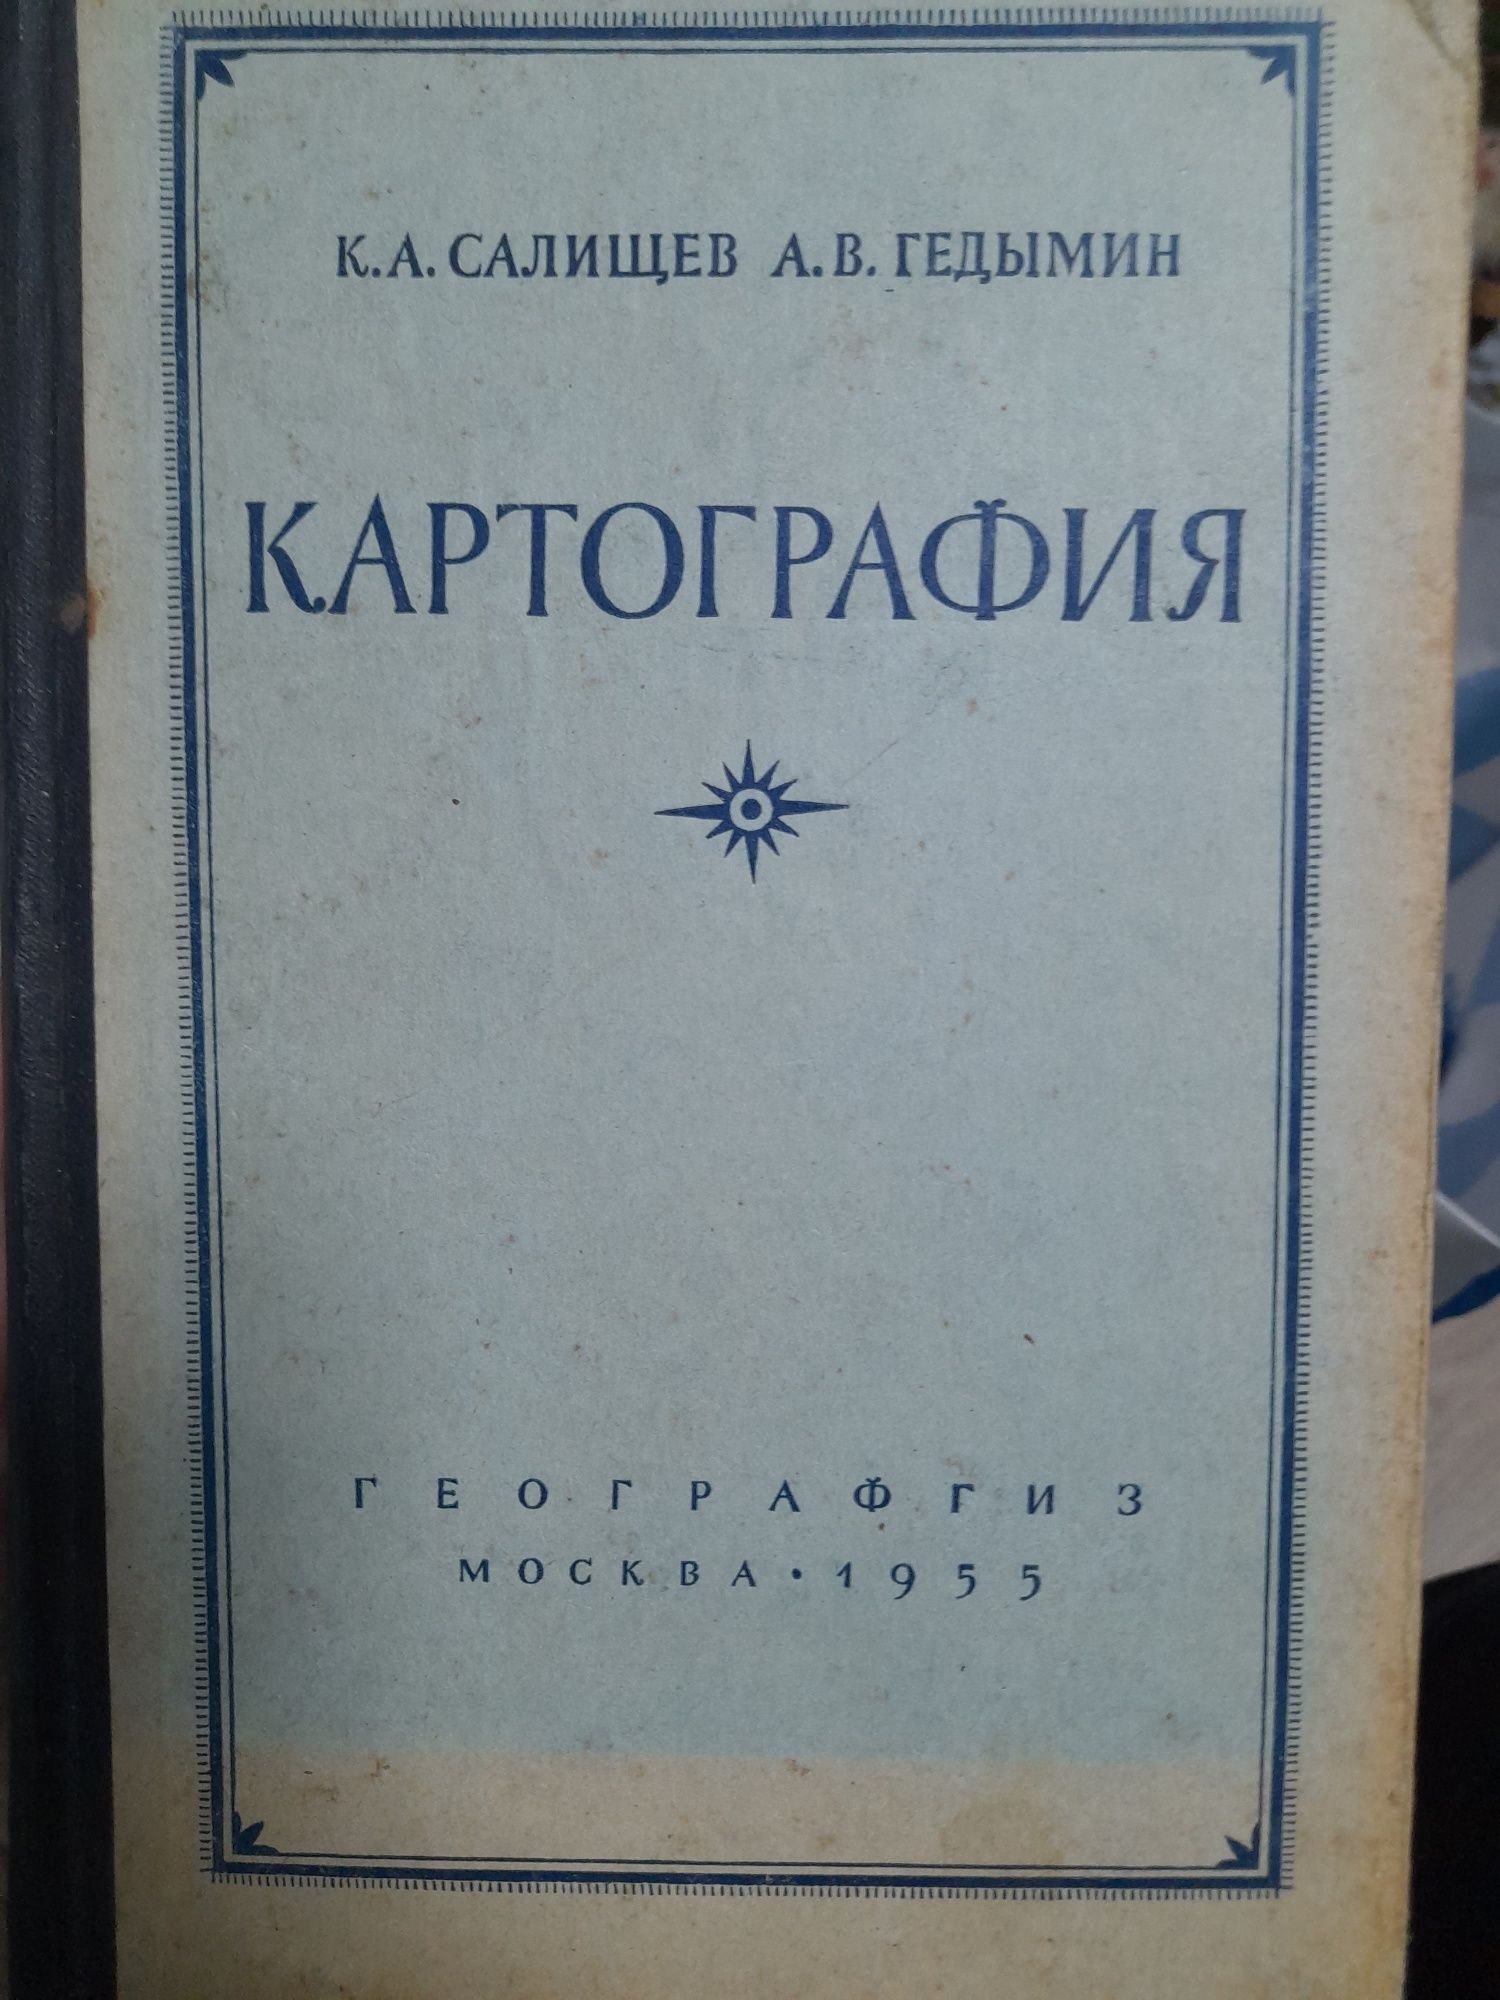 К. А. САЛИЩЕВ А. В. ГЕДЫМИН
КАРТОГРАФИЯ
ГЕОГРАФГИЗ
МОСКВА • 1955